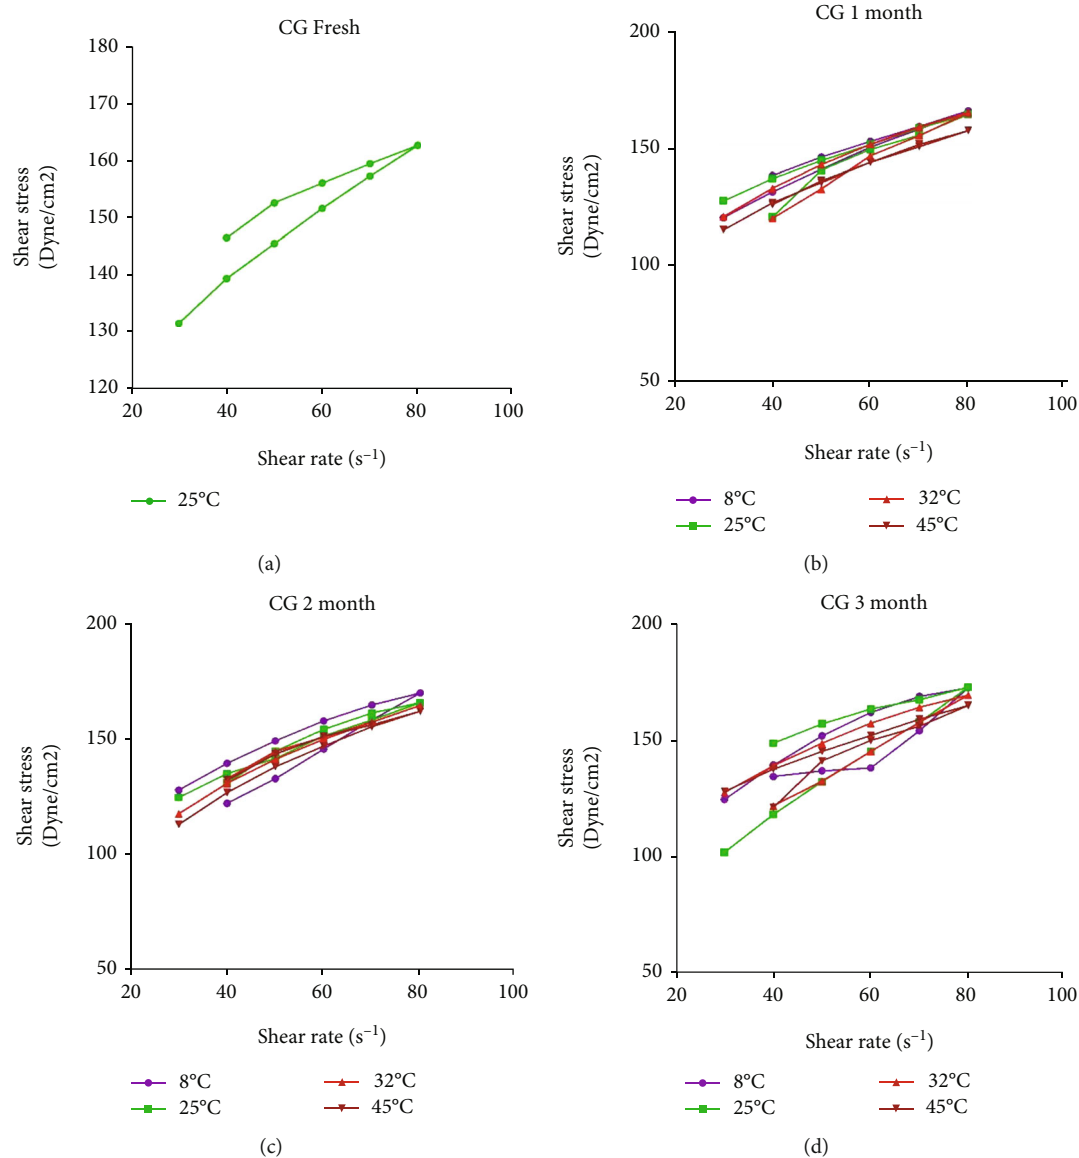 CG Fresh
180
170
160
150
140
130
120
20
40
60
80
100
Shear stress
(Dyne/cm2)
Shear rate (s⁻¹)
25°C
(a)
CG 1 month
200
150
100
50
20
40
60
80
100
Shear stress
(Dyne/cm2)
Shear rate (s⁻¹)
8°C
32°C
25°C
45°C
(b)
CG 2 month
200
150
100
50
20
40
60
80
100
Shear stress
(Dyne/cm2)
Shear rate (s⁻¹)
8°C
32°C
25°C
45°C
(c)
CG 3 month
200
150
100
50
20
40
60
80
100
Shear stress
(Dyne/cm2)
Shear rate (s⁻¹)
8°C
32°C
25°C
45°C
(d)